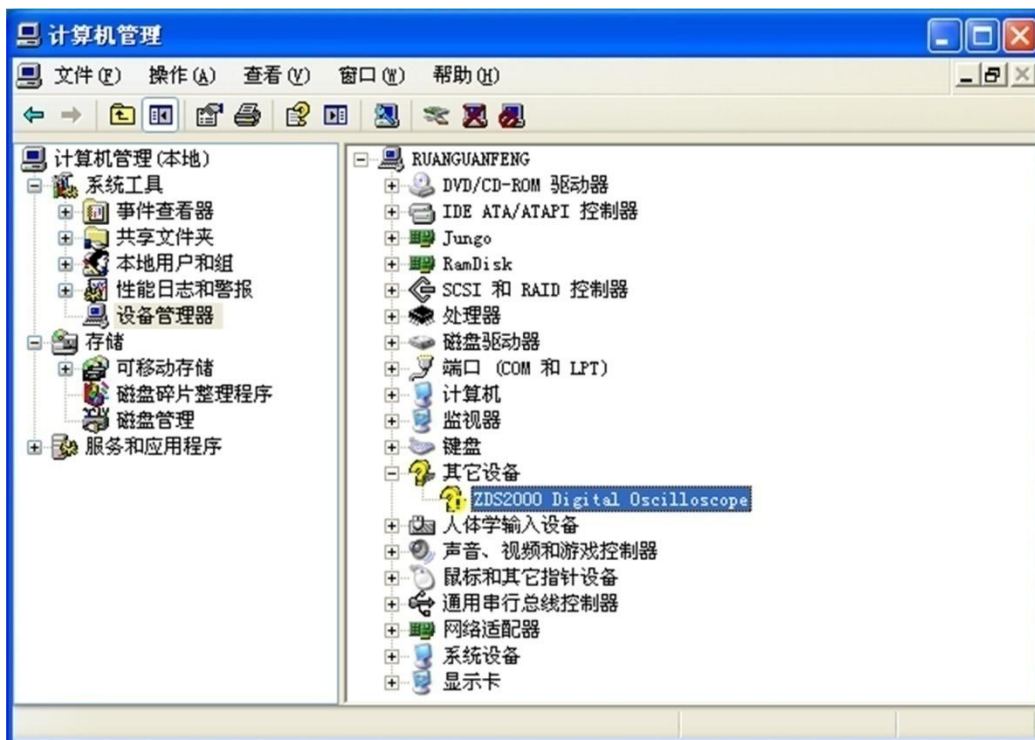 计算机管理
文件(F) 操作(A) 查看(V) 窗口(W) 帮助(H)
计算机管理(本地)
系统工具
事件查看器
共享文件夹
本地用户和组
性能日志和警报
设备管理器
存储
可移动存储
磁盘碎片整理程序
磁盘管理
服务和应用程序
RUANGUANFENG
DVD/CD-ROM 驱动器
IDE ATA/ATAPI 控制器
Jungo
RamDisk
SCSI 和 RAID 控制器
处理器
磁盘驱动器
端口 (COM 和 LPT)
计算机
监视器
键盘
其它设备
ZDS2000 Digital Oscilloscope
人体学输入设备
声音、视频和游戏控制器
鼠标和其它指针设备
通用串行总线控制器
网络适配器
系统设备
显示卡